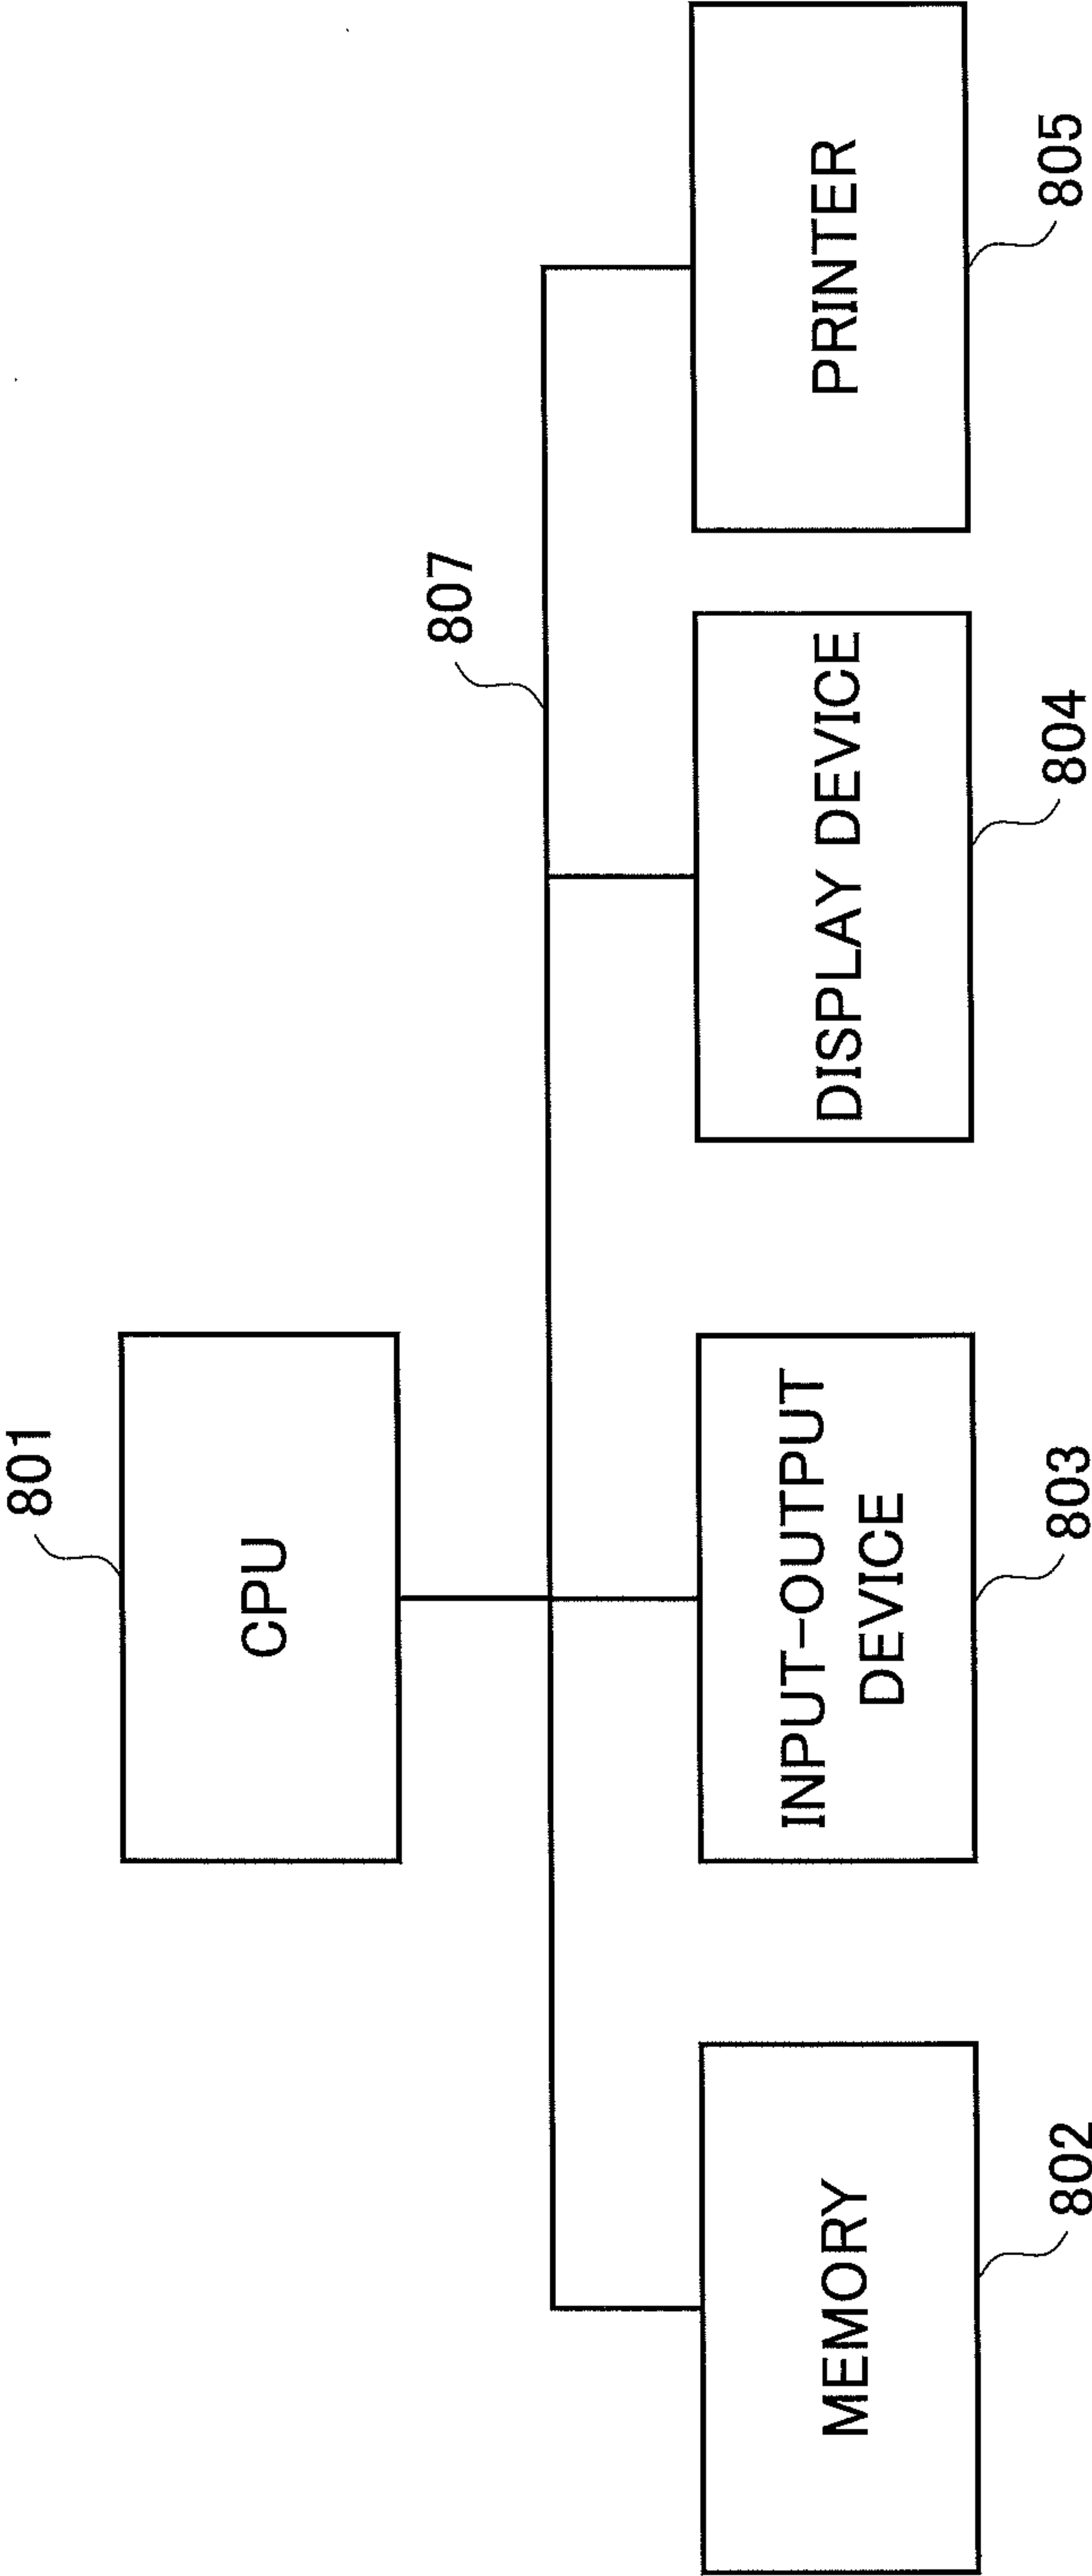 801
CPU
807
MEMORY
INPUT-OUTPUT
DEVICE
DISPLAY DEVICE
PRINTER
802
803
804
805